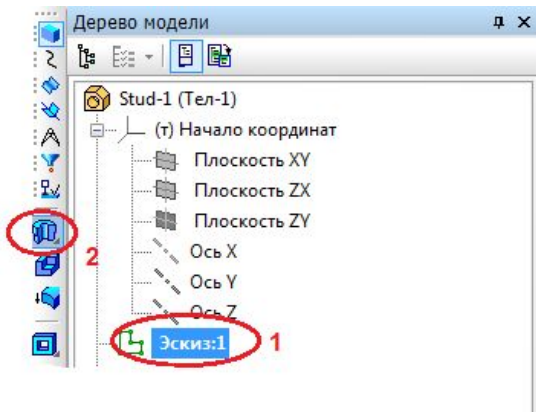 Дерево модели
Stud-1 (Тел-1)
(т) Начало координат
Плоскость XY
Плоскость ZX
Плоскость ZY
Ось X
2
Ось Y
Ось Z
Эскиз:1 1